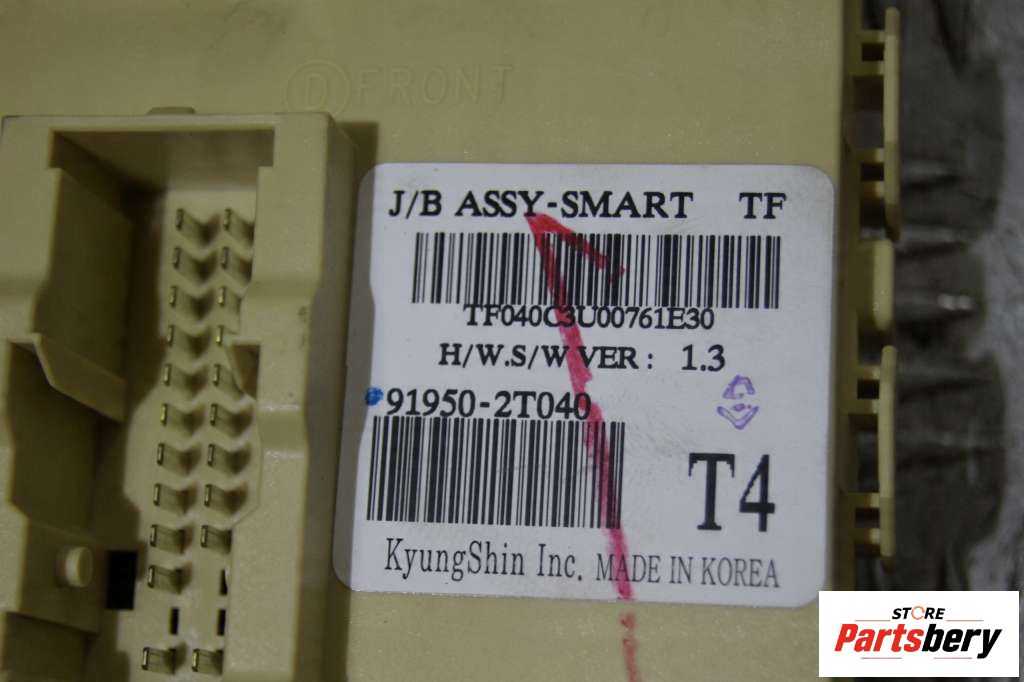 D FRONT
J/B ASSY-SMART TF
TF040C3U00761E30
H/W.S/W VER : 1.3
91950-2T040
T4
KyungShin Inc. MADE IN KOREA
STORE
Partsbery